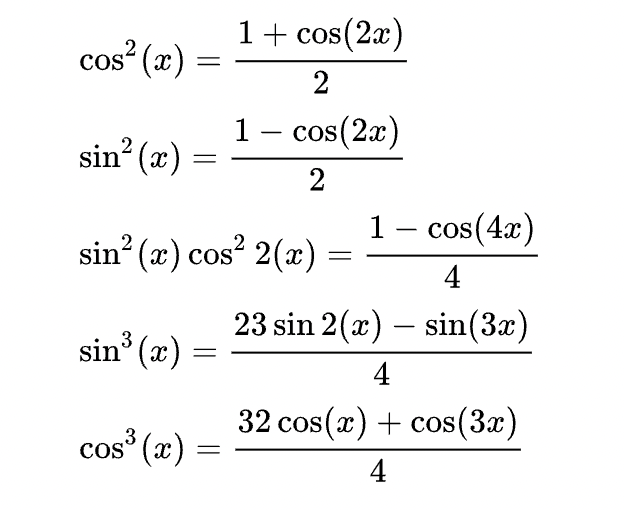 cos²(x) = (1 + cos(2x))/2
sin²(x) = (1 − cos(2x))/2
sin²(x) cos² 2(x) = (1 − cos(4x))/4
sin³(x) = (23 sin 2(x) − sin(3x))/4
cos³(x) = (32 cos(x) + cos(3x))/4